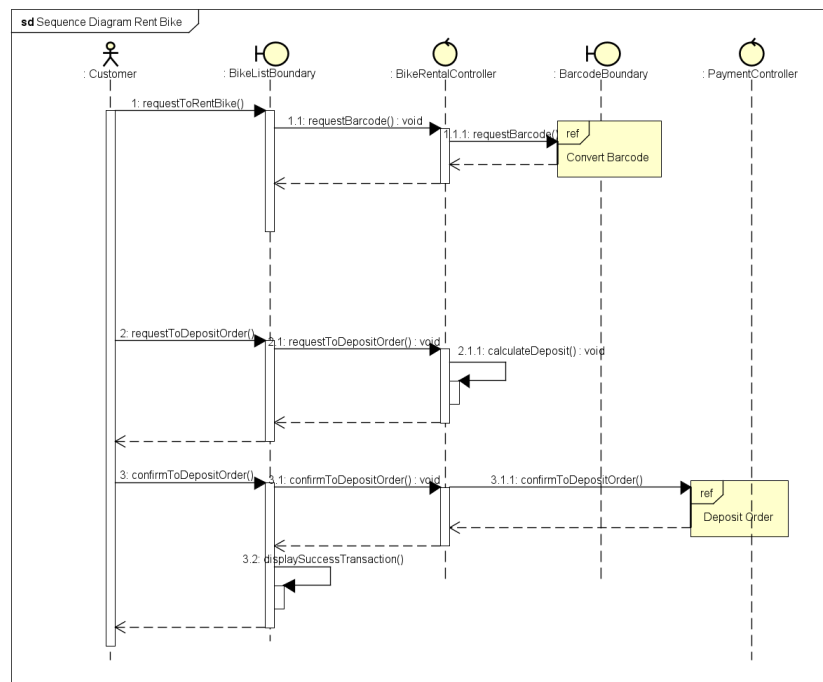 sd Sequence Diagram Rent Bike
: Customer
: BikeListBoundary
: BikeRentalController
: BarcodeBoundary
: PaymentController
1: requestToRentBike()
1.1: requestBarcode() : void
1.1.1: requestBarcode()
ref
Convert Barcode
2: requestToDepositOrder()
2.1: requestToDepositOrder() : void
2.1.1: calculateDeposit() : void
3: confirmToDepositOrder()
3.1: confirmToDepositOrder() : void
3.1.1: confirmToDepositOrder()
ref
Deposit Order
3.2: displaySuccessTransaction()